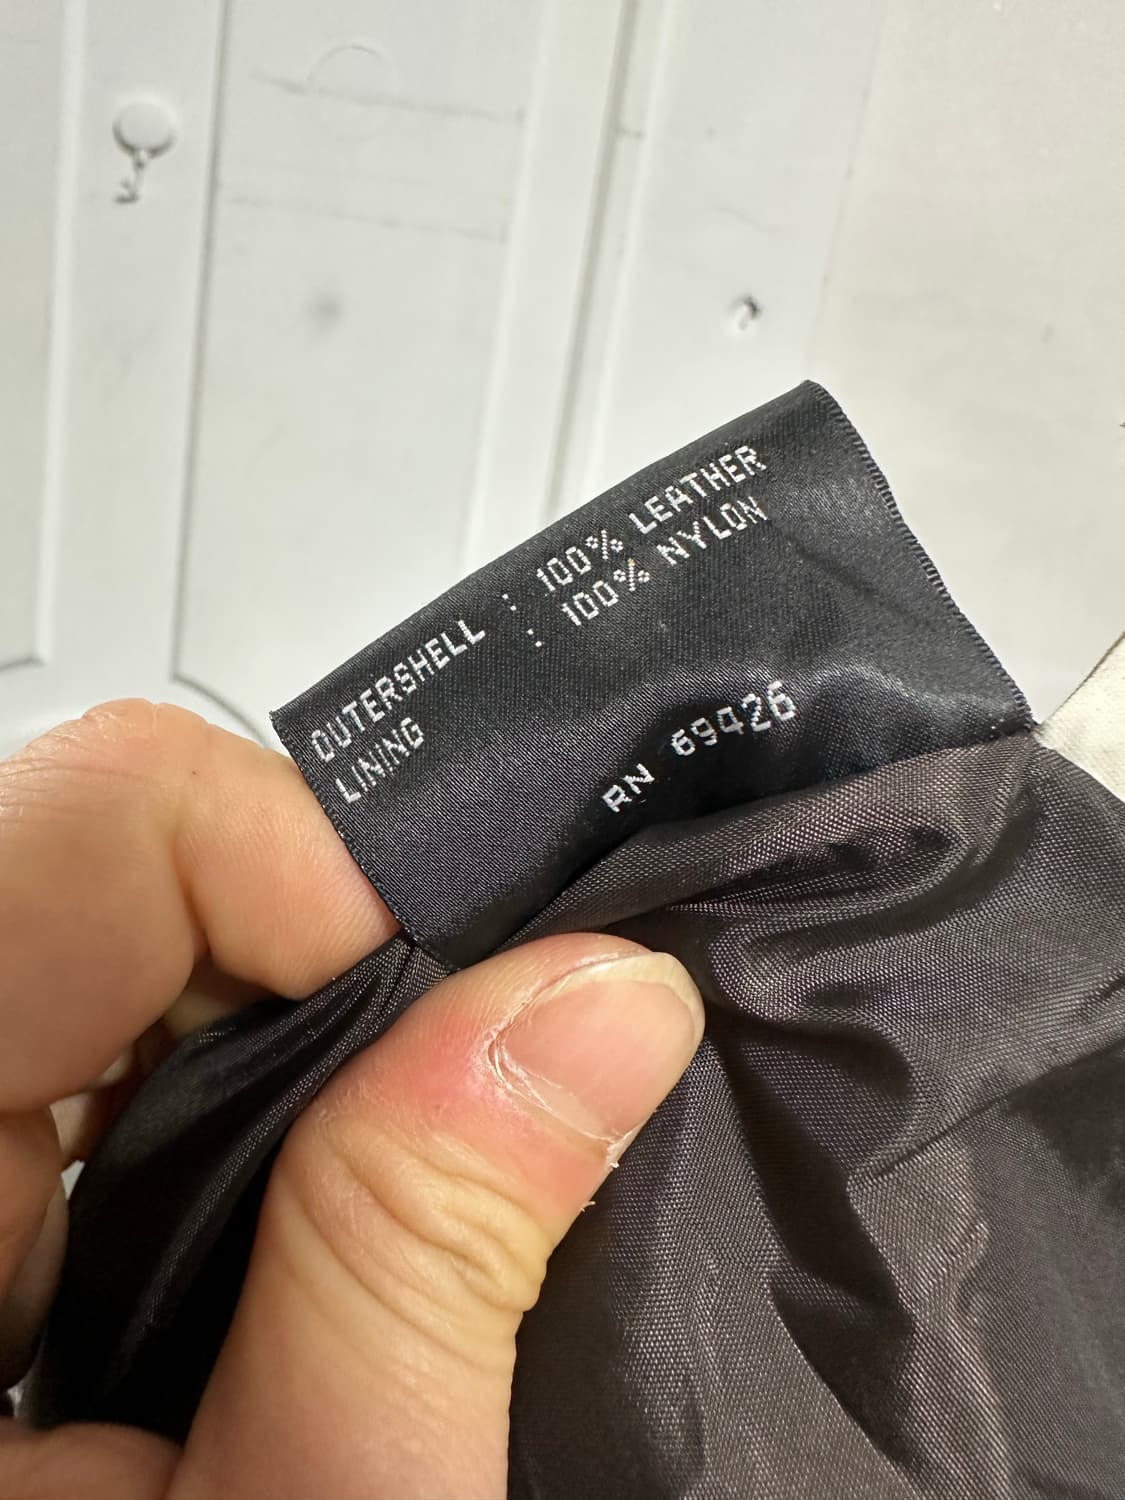 OUTERSHELL : 100% LEATHER
LINING : 100% NYLON
RN 69426